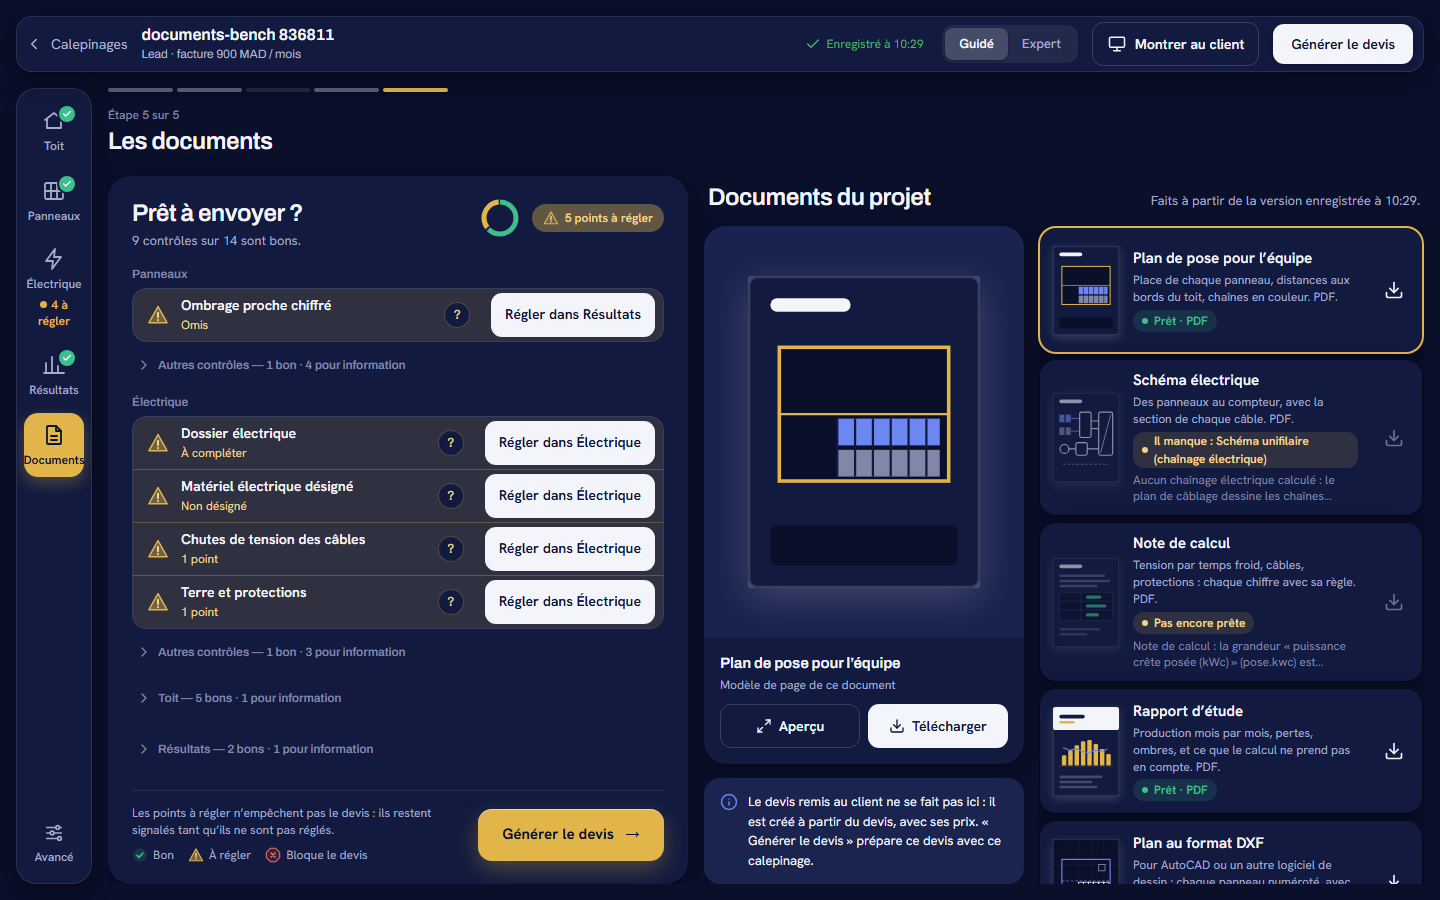 Calepinages
documents-bench 836811
Lead · facture 900 MAD / mois
Enregistré à 10:29
Guidé
Expert
Montrer au client
Générer le devis
Toit
Panneaux
Électrique
4 à
régler
Résultats
Documents
Avancé
Étape 5 sur 5
Les documents
Prêt à envoyer ?
9 contrôles sur 14 sont bons.
5 points à régler
Panneaux
Ombrage proche chiffré
Omis
?
Régler dans Résultats
Autres contrôles — 1 bon · 4 pour information
Électrique
Dossier électrique
À compléter
?
Régler dans Électrique
Matériel électrique désigné
Non désigné
?
Régler dans Électrique
Chutes de tension des câbles
1 point
?
Régler dans Électrique
Terre et protections
1 point
?
Régler dans Électrique
Autres contrôles — 1 bon · 3 pour information
Toit — 5 bons · 1 pour information
Résultats — 2 bons · 1 pour information
Les points à régler n’empêchent pas le devis : ils restent
signalés tant qu’ils ne sont pas réglés.
Bon
À régler
Bloque le devis
Générer le devis →
Documents du projet
Faits à partir de la version enregistrée à 10:29.
Plan de pose pour l’équipe
Modèle de page de ce document
Aperçu
Télécharger
Le devis remis au client ne se fait pas ici : il
est créé à partir du devis, avec ses prix. «
Générer le devis » prépare ce devis avec ce
calepinage.
Plan de pose pour l’équipe
Place de chaque panneau, distances aux
bords du toit, chaînes en couleur. PDF.
Prêt · PDF
Schéma électrique
Des panneaux au compteur, avec la
section de chaque câble. PDF.
Il manque : Schéma unifilaire
(chaînage électrique)
Aucun chaînage électrique calculé : le
plan de câblage dessine les chaînes…
Note de calcul
Tension par temps froid, câbles,
protections : chaque chiffre avec sa règle.
PDF.
Pas encore prête
Note de calcul : la grandeur « puissance
crête posée (kWc) » (pose.kwc) est…
Rapport d’étude
Production mois par mois, pertes,
ombres, et ce que le calcul ne prend pas
en compte. PDF.
Prêt · PDF
Plan au format DXF
Pour AutoCAD ou un autre logiciel de
dessin : chaque panneau numéroté, avec